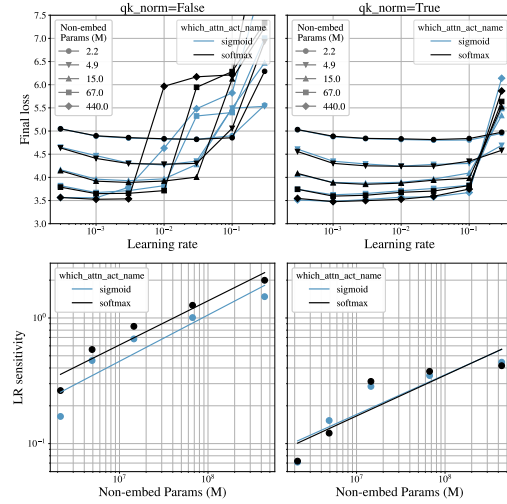 qk_norm=False
qk_norm=True
7.5
7.0
6.5
6.0
5.5
5.0
4.5
4.0
3.5
3.0
Final loss
Non-embed
Params (M)
2.2
4.9
15.0
67.0
440.0
which_attn_act_name
sigmoid
softmax
10⁻³
10⁻²
10⁻¹
Learning rate
Non-embed
Params (M)
2.2
4.9
15.0
67.0
440.0
which_attn_act_name
sigmoid
softmax
10⁻³
10⁻²
10⁻¹
Learning rate
LR sensitivity
10⁰
10⁻¹
which_attn_act_name
sigmoid
softmax
10⁷
10⁸
Non-embed Params (M)
which_attn_act_name
sigmoid
softmax
10⁷
10⁸
Non-embed Params (M)